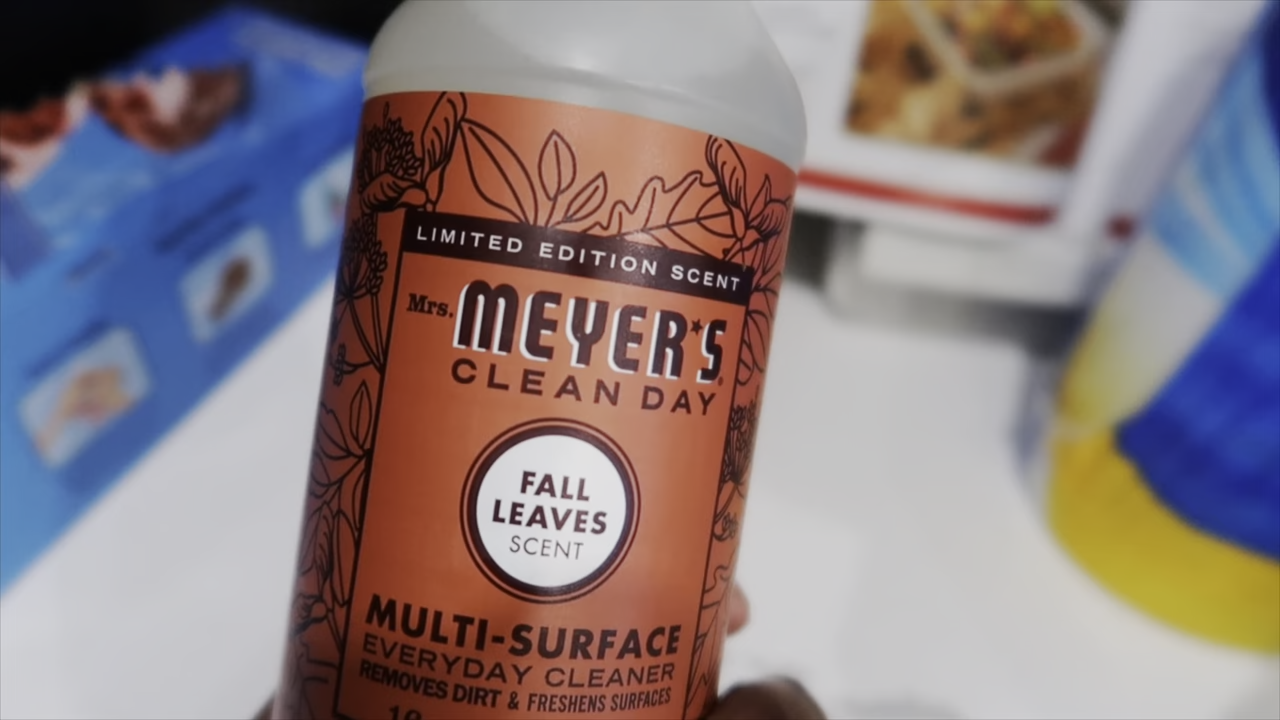 LIMITED EDITION SCENT
Mrs. MEYER'S
CLEAN DAY
FALL
LEAVES
SCENT
MULTI-SURFACE
EVERYDAY CLEANER
REMOVES DIRT & FRESHENS SURFACES